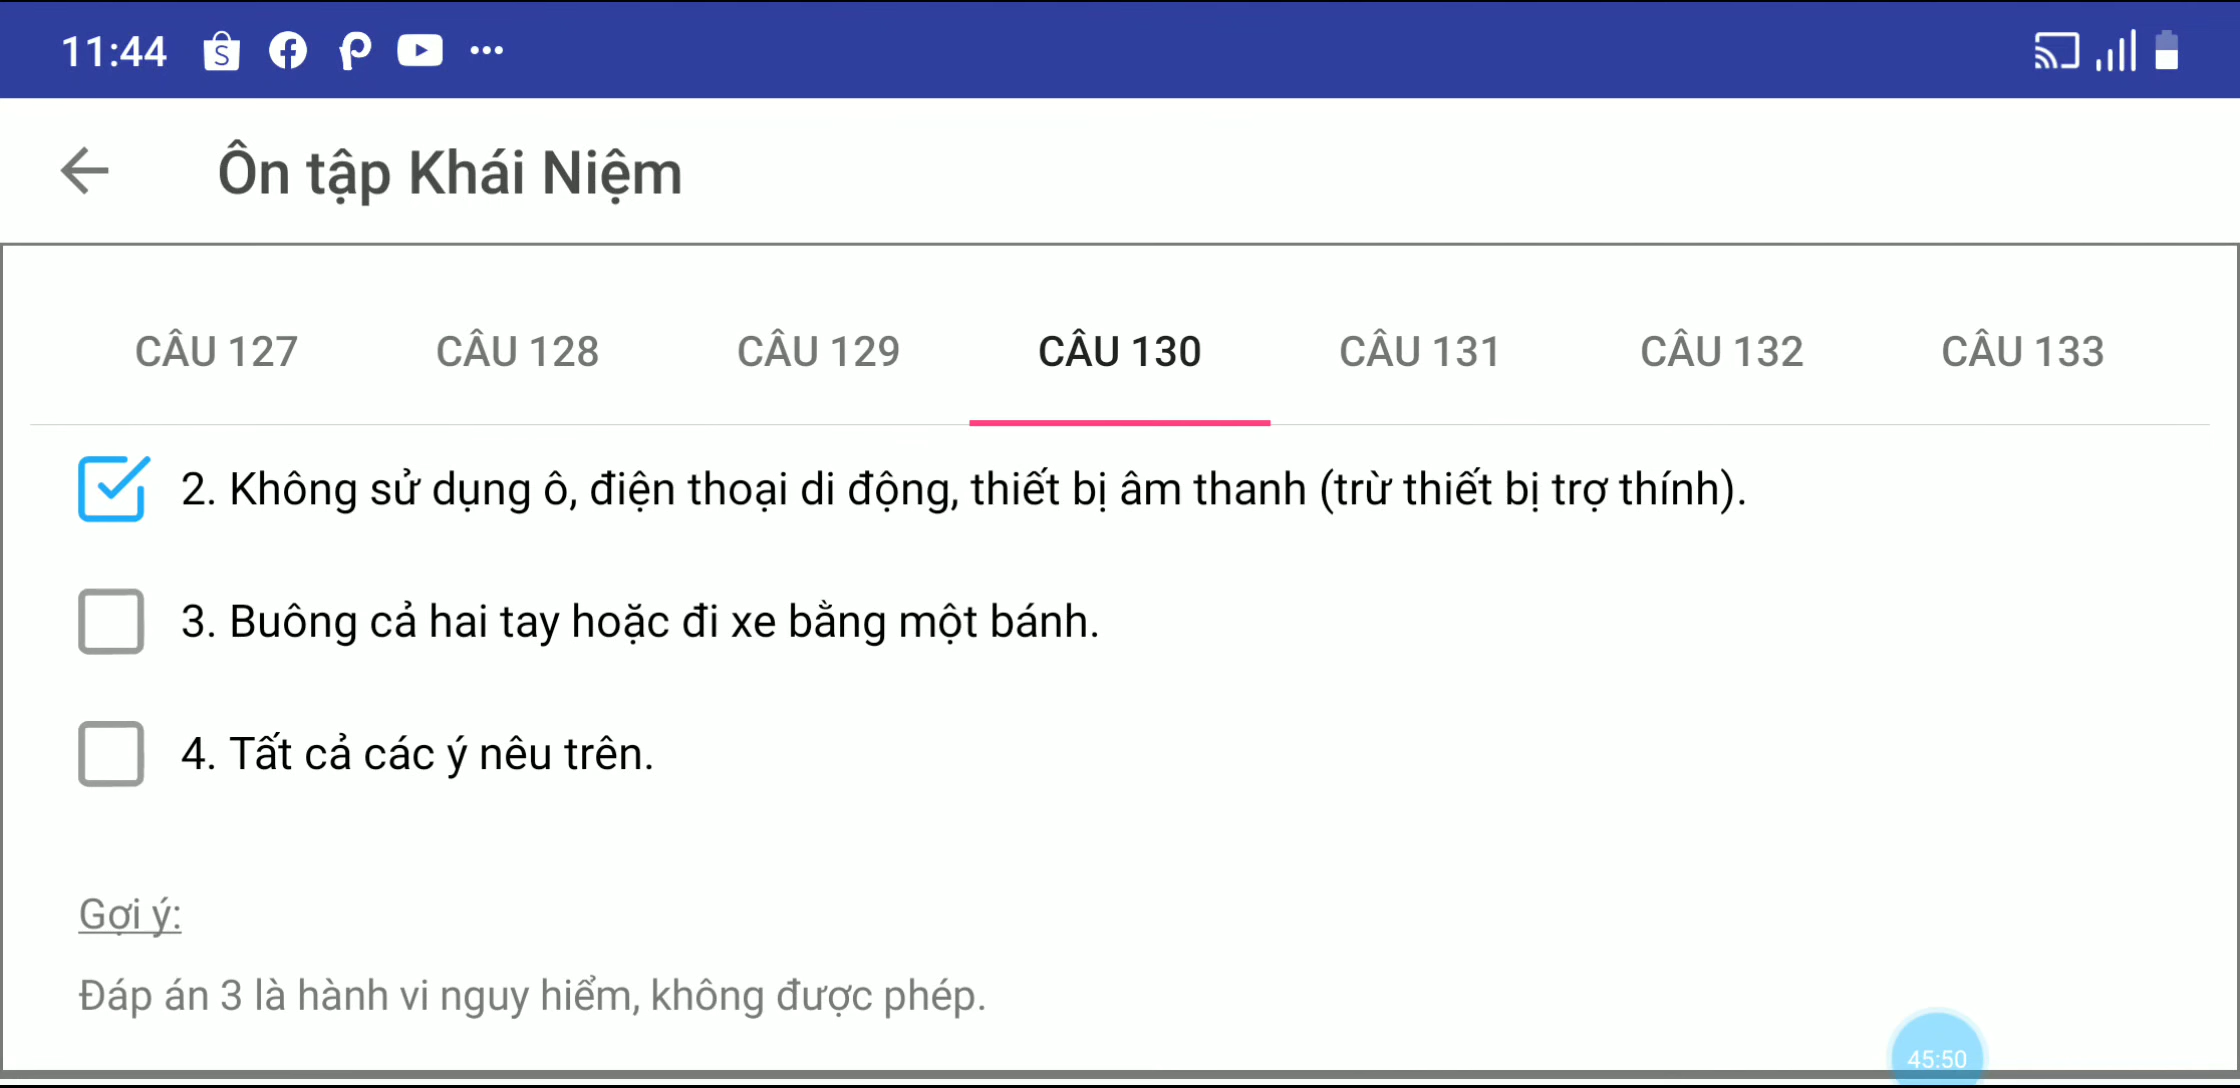 11:44
Ôn tập Khái Niệm
CÂU 127 CÂU 128 CÂU 129 CÂU 130 CÂU 131 CÂU 132 CÂU 133
2. Không sử dụng ô, điện thoại di động, thiết bị âm thanh (trừ thiết bị trợ thính).
3. Buông cả hai tay hoặc đi xe bằng một bánh.
4. Tất cả các ý nêu trên.
Gợi ý:
Đáp án 3 là hành vi nguy hiểm, không được phép.
45:50